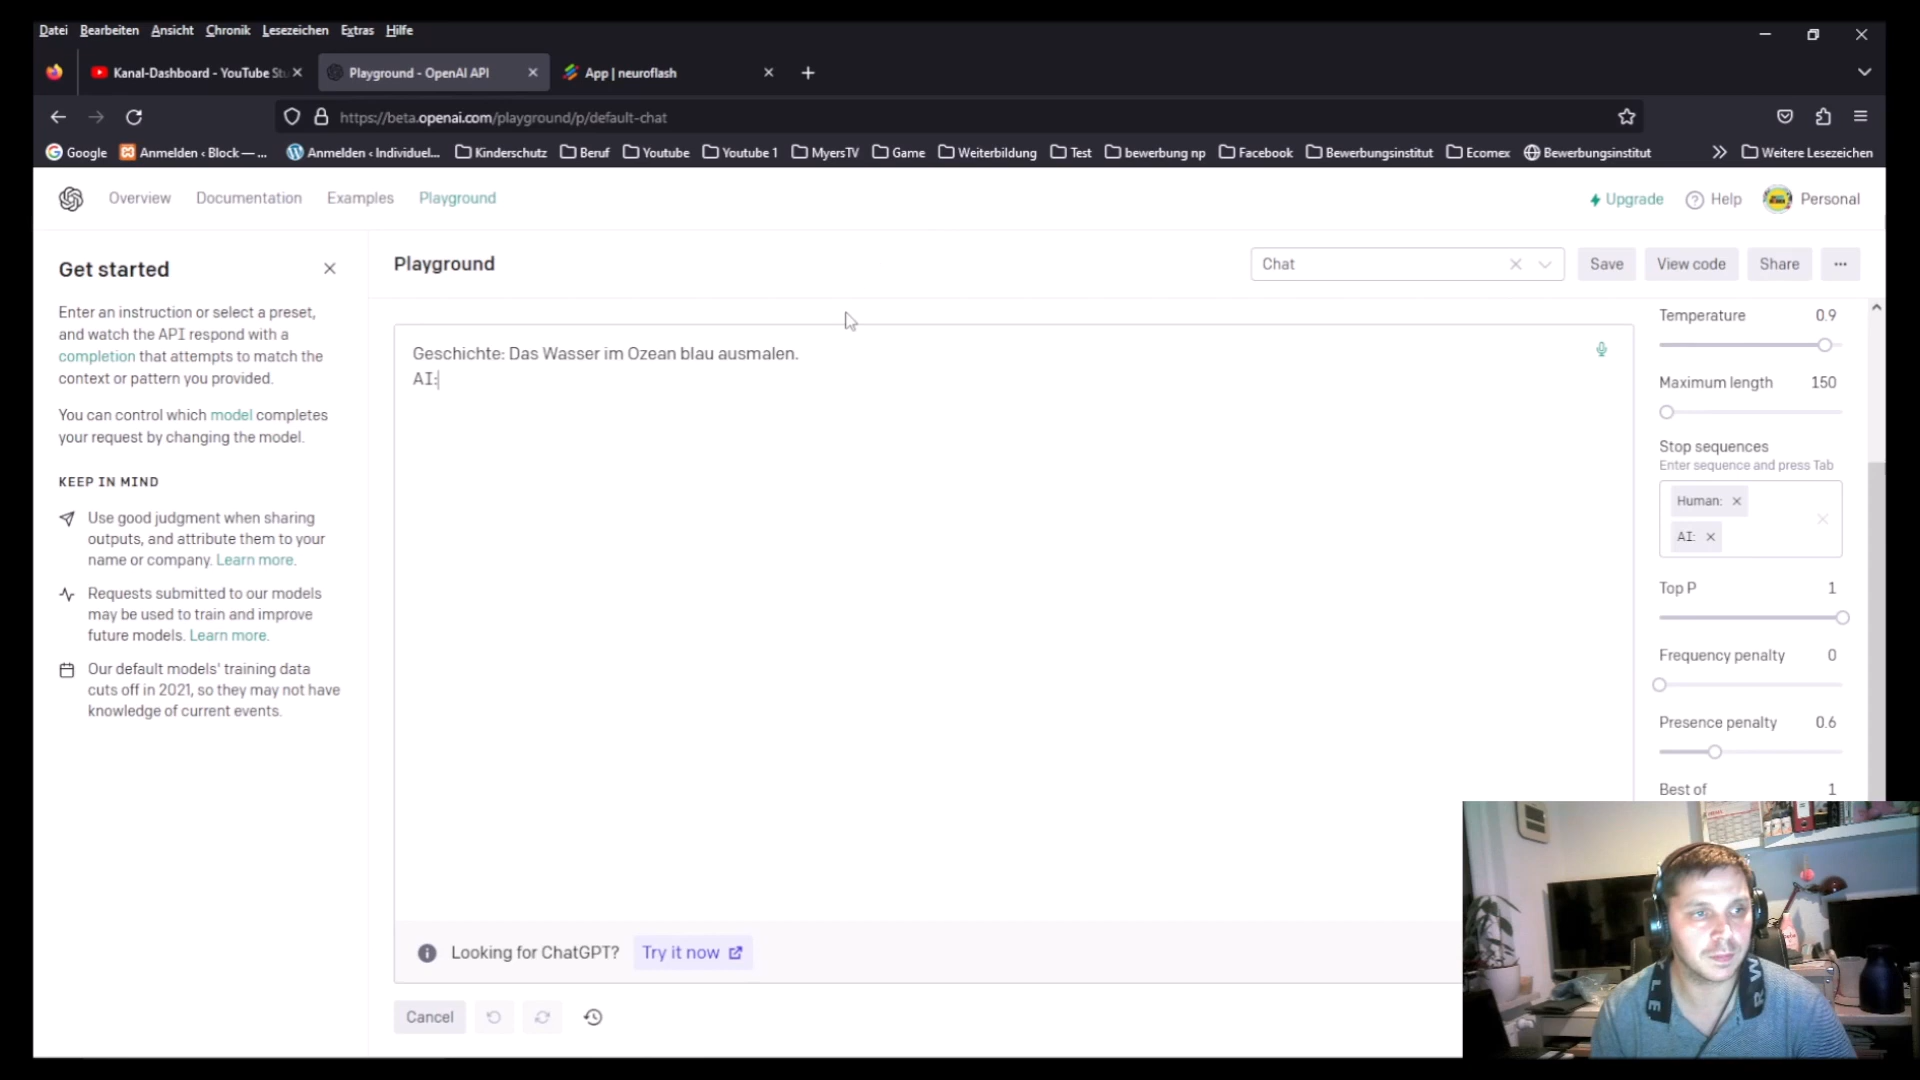 Datei Bearbeiten Ansicht Chronik Lesezeichen Extras Hilfe
Kanal-Dashboard - YouTube Stu
Playground - OpenAI API
App | neuroflash
https://beta.openai.com/playground/p/default-chat
Google Anmelden ‹ Block — ... Anmelden ‹ Individuel... Kinderschutz Beruf Youtube Youtube 1 MyersTV Game Weiterbildung Test bewerbung np Facebook Bewerbungsinstitut Ecomex Bewerbungsinstitut Weitere Lesezeichen
Overview Documentation Examples Playground Upgrade Help Personal
Get started
Enter an instruction or select a preset,
and watch the API respond with a
completion that attempts to match the
context or pattern you provided.
You can control which model completes
your request by changing the model.
KEEP IN MIND
Use good judgment when sharing
outputs, and attribute them to your
name or company. Learn more.
Requests submitted to our models
may be used to train and improve
future models. Learn more.
Our default models' training data
cuts off in 2021, so they may not have
knowledge of current events.
Playground Chat Save View code Share ...
Geschichte: Das Wasser im Ozean blau ausmalen.
AI:
Looking for ChatGPT? Try it now
Cancel
Temperature 0.9
Maximum length 150
Stop sequences
Enter sequence and press Tab
Human:
AI:
Top P 1
Frequency penalty 0
Presence penalty 0.6
Best of 1